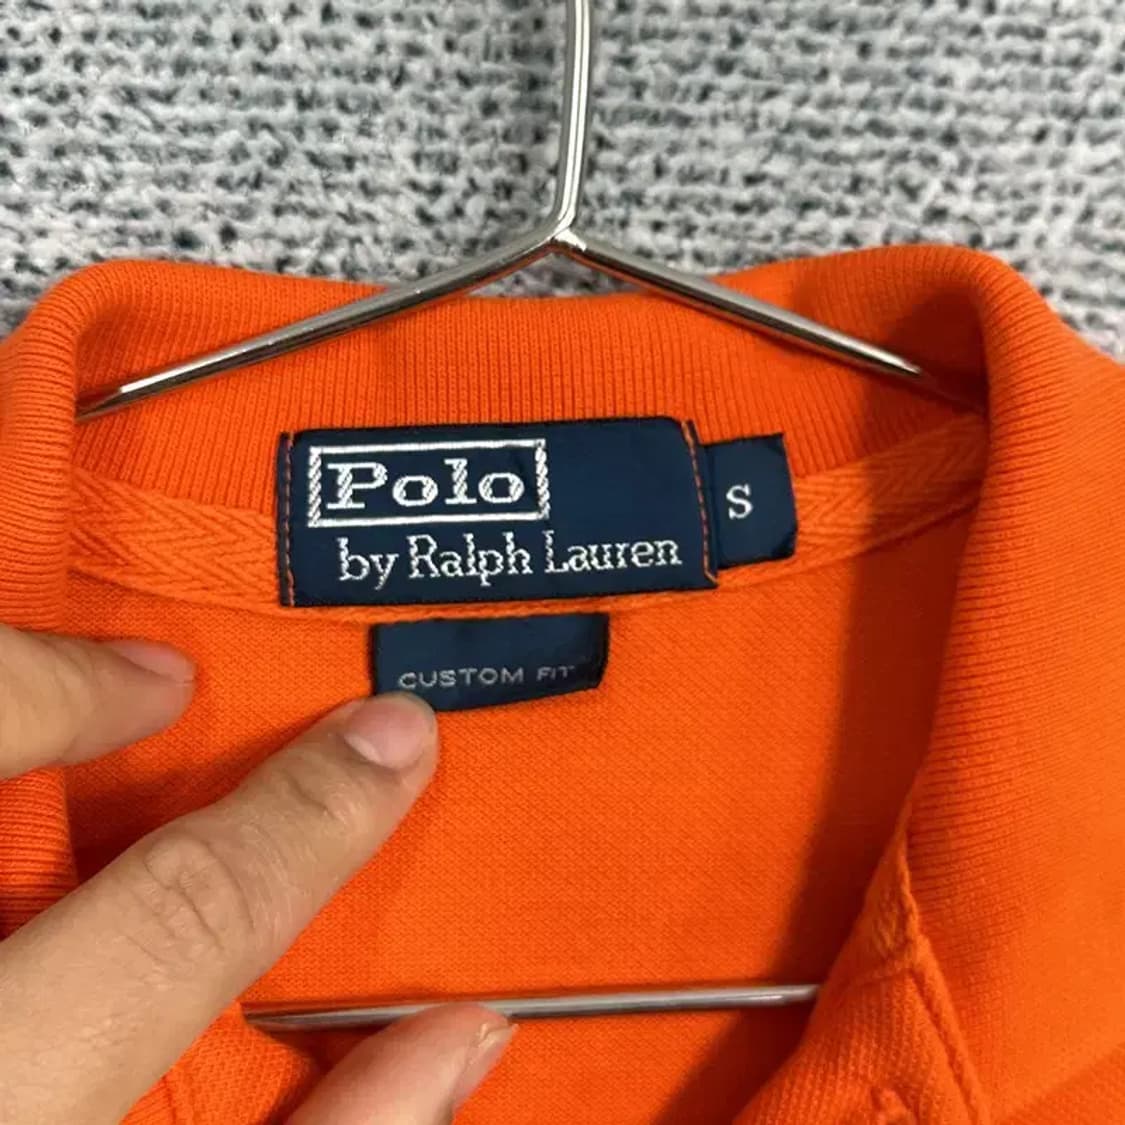 Polo
by Ralph Lauren
S
CUSTOM FIT